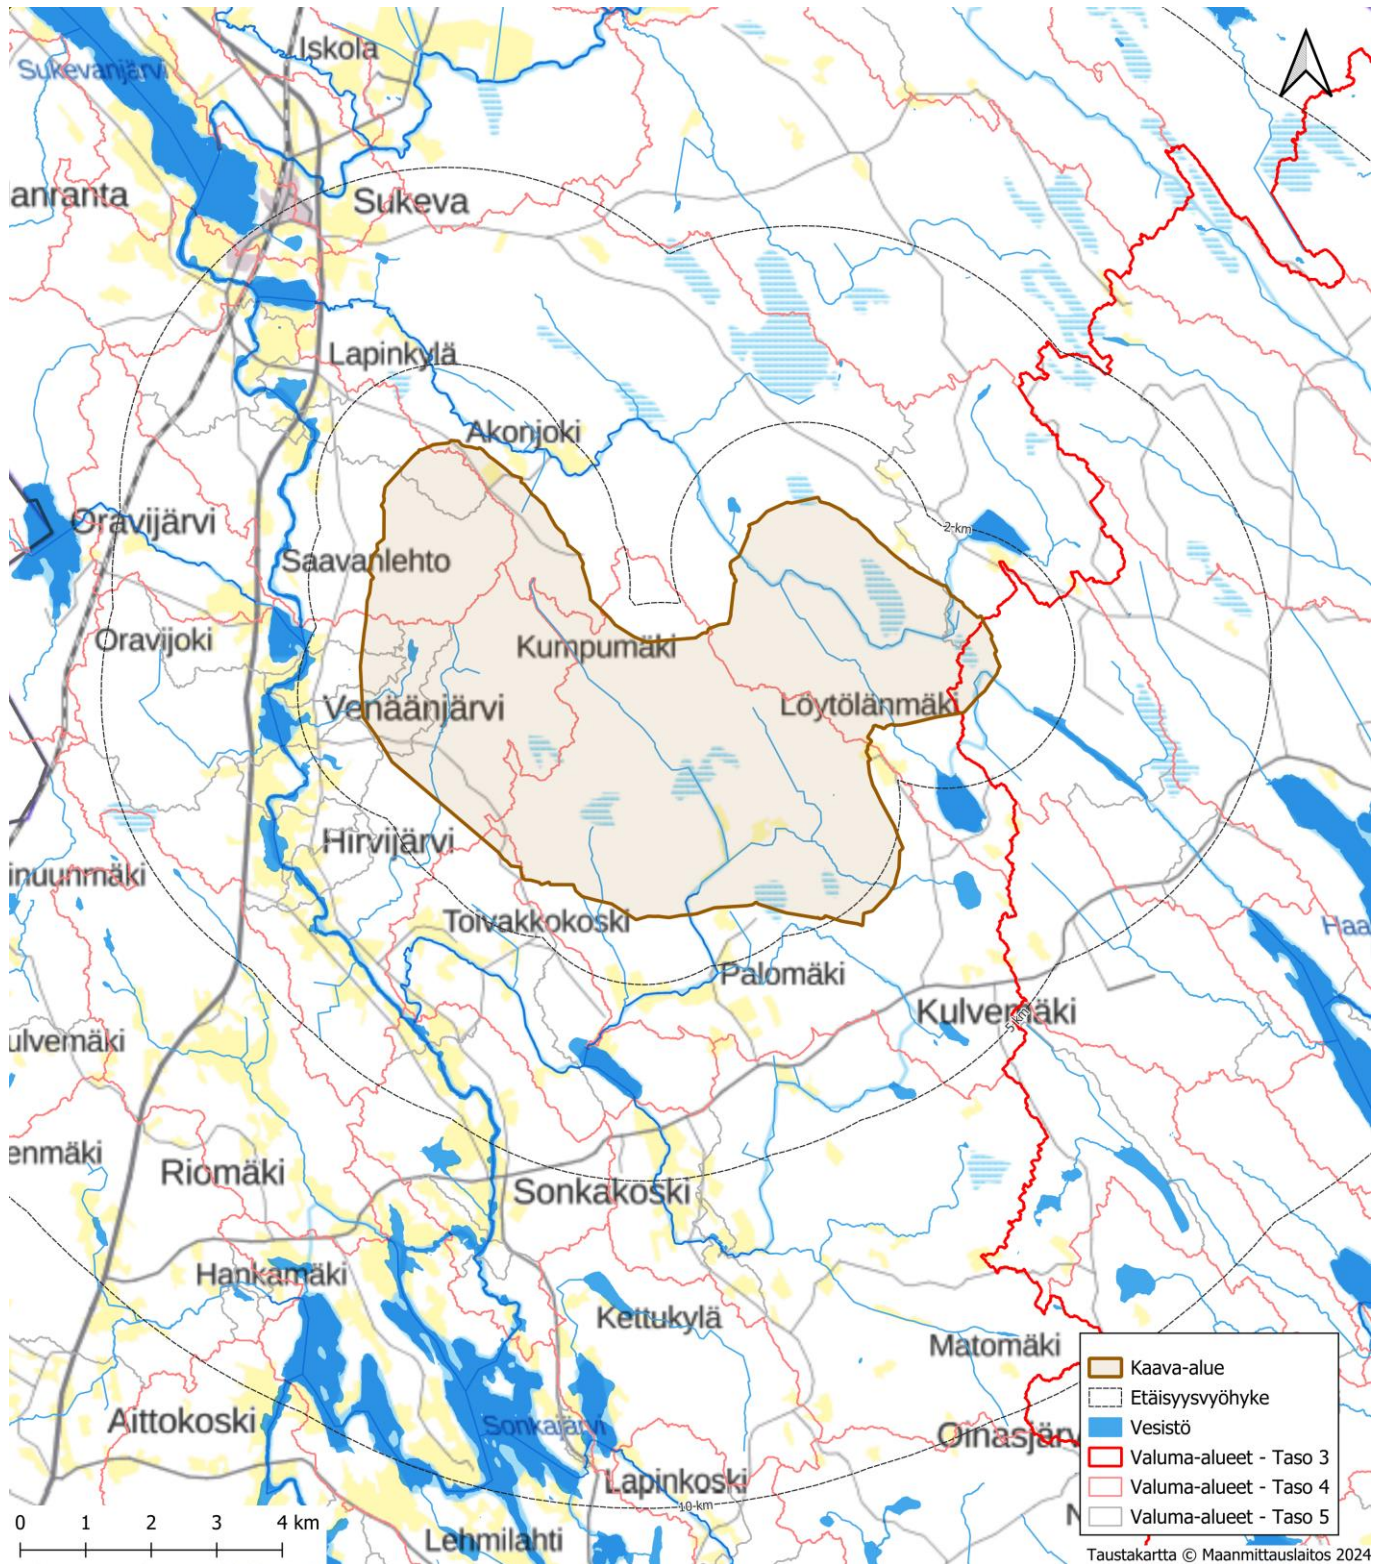 Iskola
Sukevanjärvi
anranta
Sukeva
Lapinkylä
Akonjoki
Oravijärvi
2 km
Saavanlehto
Oravijoki
Kumpumäki
Venäänjärvi
Löytölänmäki
Hirvijärvi
inuunmäki
Toivakkokoski
Haa
Palomäki
Kulvemäki
5 km
ulvemäki
enmäki
Riomäki
Sonkakoski
Hankamäki
Kettukylä
Matomäki
Aittokoski
Sonkajärvi
Oinasjärv
Lapinkoski
10 km
N
Lehmilahti
Kaava-alue
Etäisyysvyöhyke
Vesistö
Valuma-alueet - Taso 3
Valuma-alueet - Taso 4
Valuma-alueet - Taso 5
0 1 2 3 4 km
Taustakartta © Maanmittauslaitos 2024